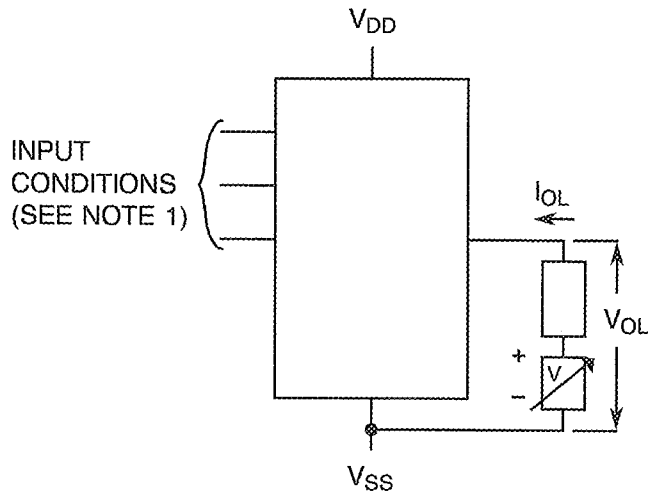 VDD
INPUT
CONDITIONS
(SEE NOTE 1)
IOL
VOL
+
V
−
VSS